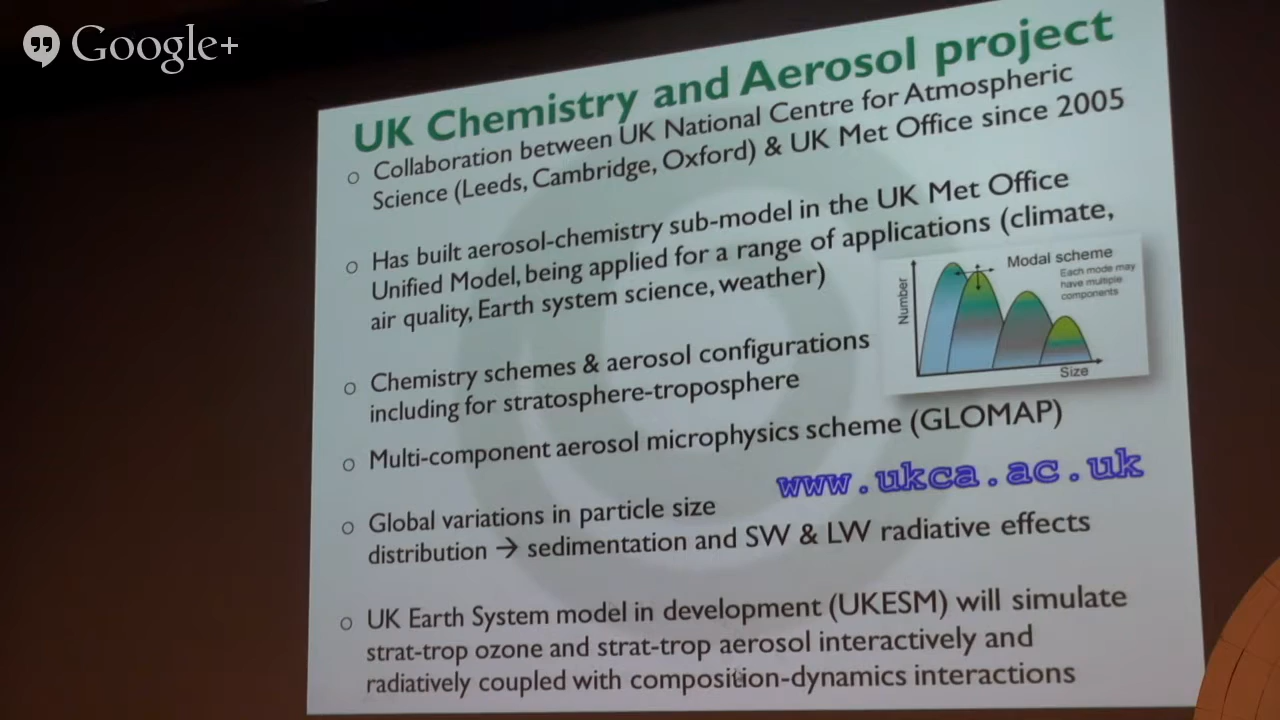 Google+
UK Chemistry and Aerosol project
○ Collaboration between UK National Centre for Atmospheric
Science (Leeds, Cambridge, Oxford) & UK Met Office since 2005
○ Has built aerosol-chemistry sub-model in the UK Met Office
Unified Model, being applied for a range of applications (climate,
air quality, Earth system science, weather)
Modal scheme
Each mode may
have multiple
components
Number
Size
○ Chemistry schemes & aerosol configurations
including for stratosphere-troposphere
○ Multi-component aerosol microphysics scheme (GLOMAP)
www.ukca.ac.uk
○ Global variations in particle size
distribution → sedimentation and SW & LW radiative effects
○ UK Earth System model in development (UKESM) will simulate
strat-trop ozone and strat-trop aerosol interactively and
radiatively coupled with composition-dynamics interactions